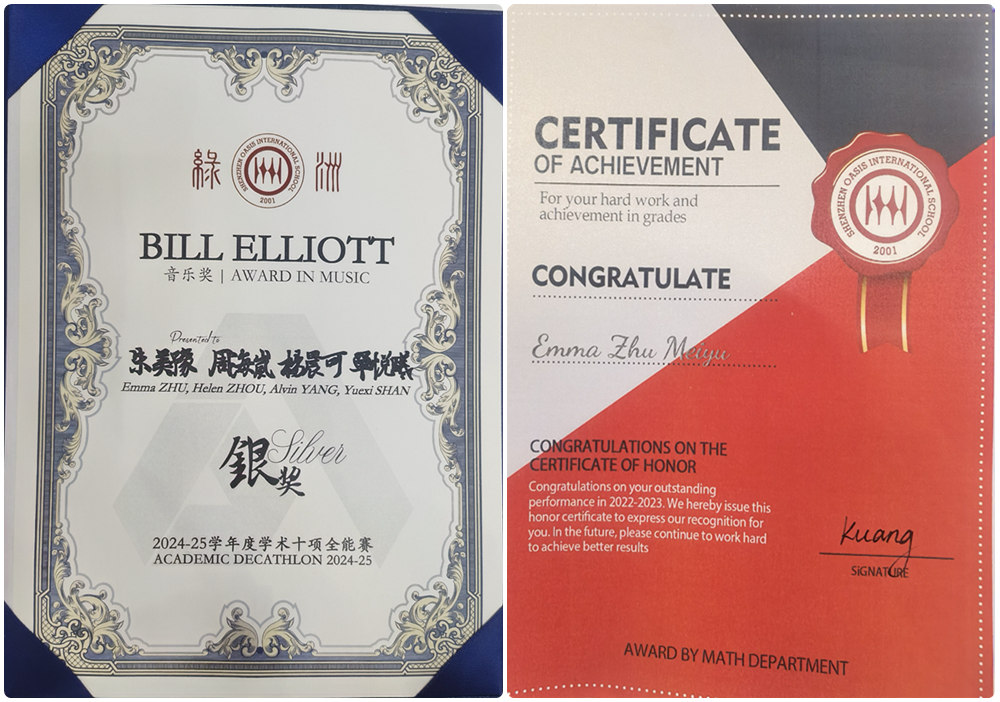 綠 洲
SHENZHEN OASIS INTERNATIONAL SCHOOL
2001
BILL ELLIOTT
音乐奖 | AWARD IN MUSIC
Presented to
朱美豫 周海岚 杨晨可 单悦曦
Emma ZHU, Helen ZHOU, Alvin YANG, Yuexi SHAN
銀奖 Silver
2024-25学年度学术十项全能赛
ACADEMIC DECATHLON 2024-25
CERTIFICATE
OF ACHIEVEMENT
For your hard work and
achievement in grades
SHENZHEN OASIS INTERNATIONAL SCHOOL
2001
CONGRATULATE
Emma Zhu Meiyu
CONGRATULATIONS ON THE
CERTIFICATE OF HONOR
Congratulations on your outstanding
performance in 2022-2023. We hereby issue this
honor certificate to express our recognition for
you. In the future, please continue to work hard
to achieve better results
Kuang
SiGNATURE
AWARD BY MATH DEPARTMENT